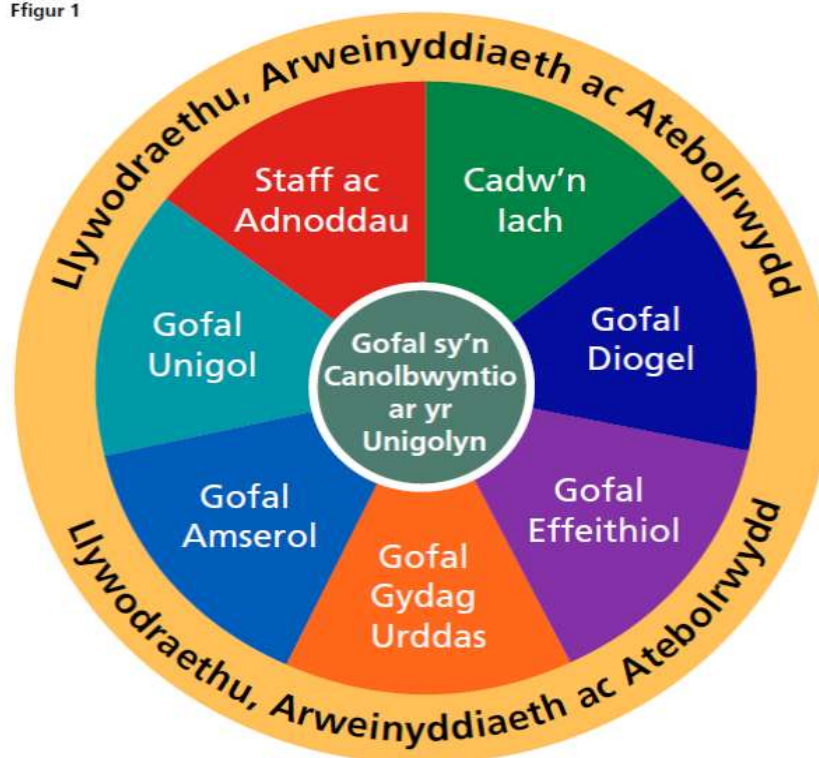 Ffigur 1
Llywodraethu, Arweinyddiaeth ac Atebolrwydd
Staff ac
Adnoddau
Cadw'n
Iach
Gofal
Diogel
Gofal
Effeithiol
Gofal
Gydag
Urddas
Gofal
Amserol
Gofal
Unigol
Gofal sy'n
Canolbwyntio
ar yr
Unigolyn
Llywodraethu, Arweinyddiaeth ac Atebolrwydd